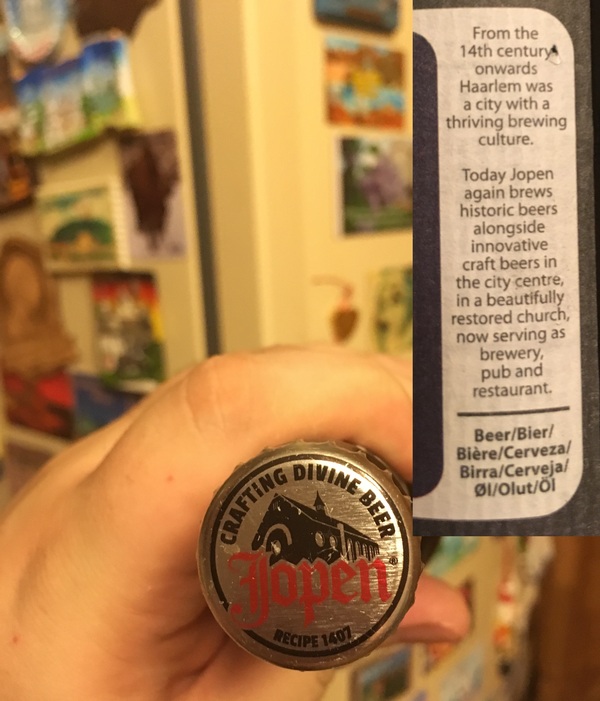 From the
14th century
onwards
Haarlem was
a city with a
thriving brewing
culture.
Today Jopen
again brews
historic beers
alongside
innovative
craft beers in
the city centre,
in a beautifully
restored church,
now serving as
brewery,
pub and
restaurant.
Beer/Bier/
Bière/Cerveza/
Birra/Cerveja/
Øl/Olut/Öl
CRAFTING DIVINE BEER
Jopen®
RECIPE 1407